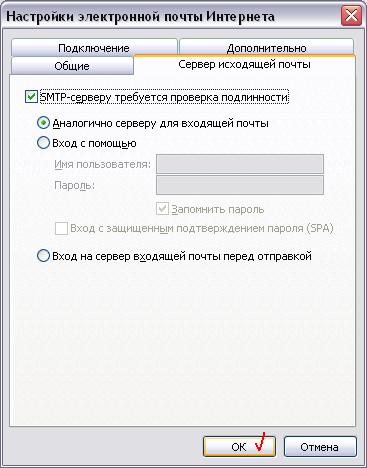 Настройки электронной почты Интернета
Подключение Дополнительно
Общие Сервер исходящей почты
SMTP-серверу требуется проверка подлинности
Аналогично серверу для входящей почты
Вход с помощью
Имя пользователя:
Пароль:
Запомнить пароль
Вход с защищенным подтверждением пароля (SPA)
Вход на сервер входящей почты перед отправкой
ОК Отмена